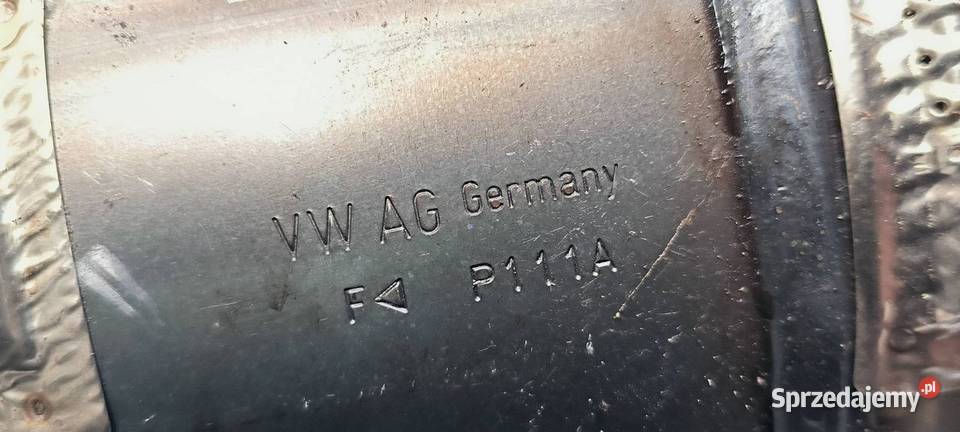 VW AG Germany
F◁ P111A
Sprzedajemy.pl